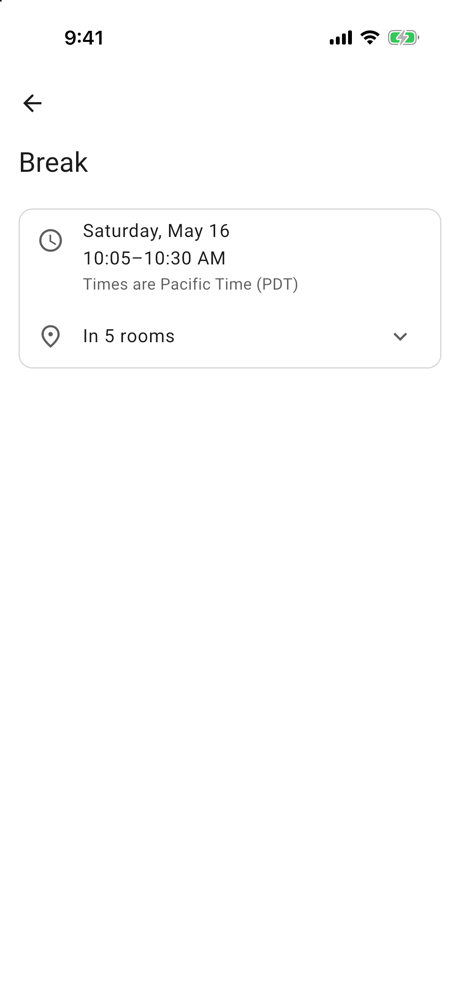 9:41
Break
Saturday, May 16
10:05–10:30 AM
Times are Pacific Time (PDT)
In 5 rooms